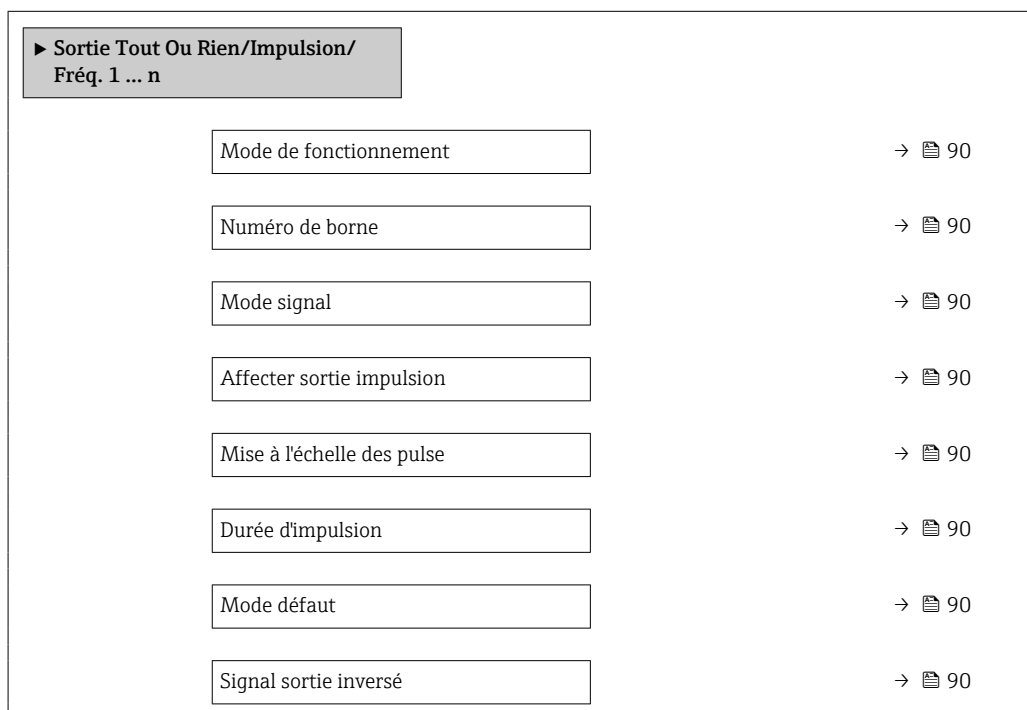 ► Sortie Tout Ou Rien/Impulsion/
Fréq. 1 ... n
Mode de fonctionnement → 90
Numéro de borne → 90
Mode signal → 90
Affecter sortie impulsion → 90
Mise à l'échelle des pulse → 90
Durée d'impulsion → 90
Mode défaut → 90
Signal sortie inversé → 90